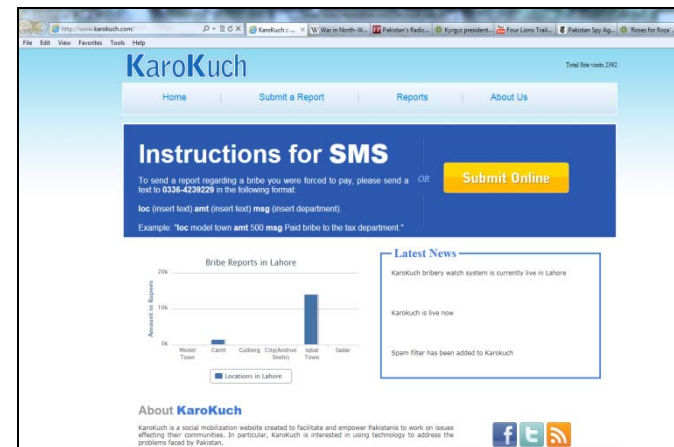 http://www.karokuch.com/
KaroKuch :: ...
War in North-W...
Pakistan's Radic...
Kyrgyz president...
Four Lions Trail...
Pakistan Spy Ag...
'Roses for Rosa'
File Edit View Favorites Tools Help
KaroKuch
Total Site visits 2392
Home
Submit a Report
Reports
About Us
Instructions for SMS
To send a report regarding a bribe you were forced to pay, please send a
text to 0336-4239229 in the following format:
loc (insert text) amt (insert text) msg (insert department).
Example: "loc model town amt 500 msg Paid bribe to the tax department."
OR
Submit Online
Bribe Reports in Lahore
Amount in Rupees
20k
10k
0k
Model Town
Cantt
Gulberg
City(Andrun Shehr)
Iqbal Town
Sadar
Locations in Lahore
Latest News
KaroKuch bribery watch system is currently live in Lahore
Karokuch is live now
Spam filter has been added to Karokuch
About KaroKuch
KaroKuch is a social mobilization website created to facilitate and empower Pakistanis to work on issues
effecting their communities. In particular, KaroKuch is interested in using technology to address the
problems faced by Pakistan.